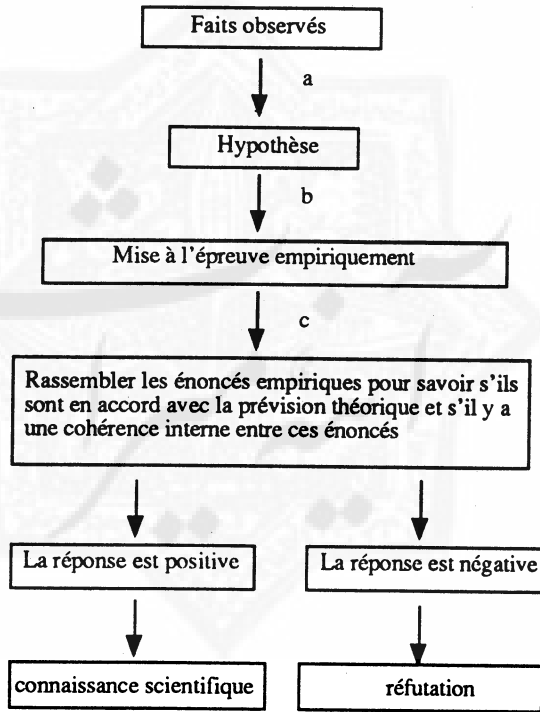 Faits observés
a
Hypothèse
b
Mise à l'épreuve empiriquement
c
Rassembler les énoncés empiriques pour savoir s'ils
sont en accord avec la prévision théorique et s'il y a
une cohérence interne entre ces énoncés
La réponse est positive
La réponse est négative
connaissance scientifique
réfutation